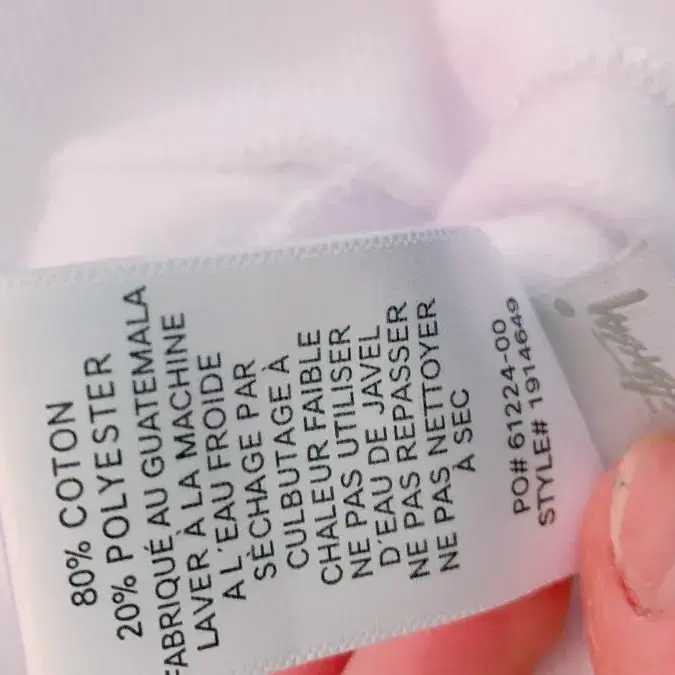 80% COTON
20% POLYESTER
FABRIQUÉ AU GUATEMALA
LAVER À LA MACHINE
A L'EAU FROIDE
SÈCHAGE PAR
CULBUTAGE À
CHALEUR FAIBLE
NE PAS UTILISER
D'EAU DE JAVEL
NE PAS REPASSER
NE PAS NETTOYER
À SEC
PO# 61224-00
STYLE# 1914649